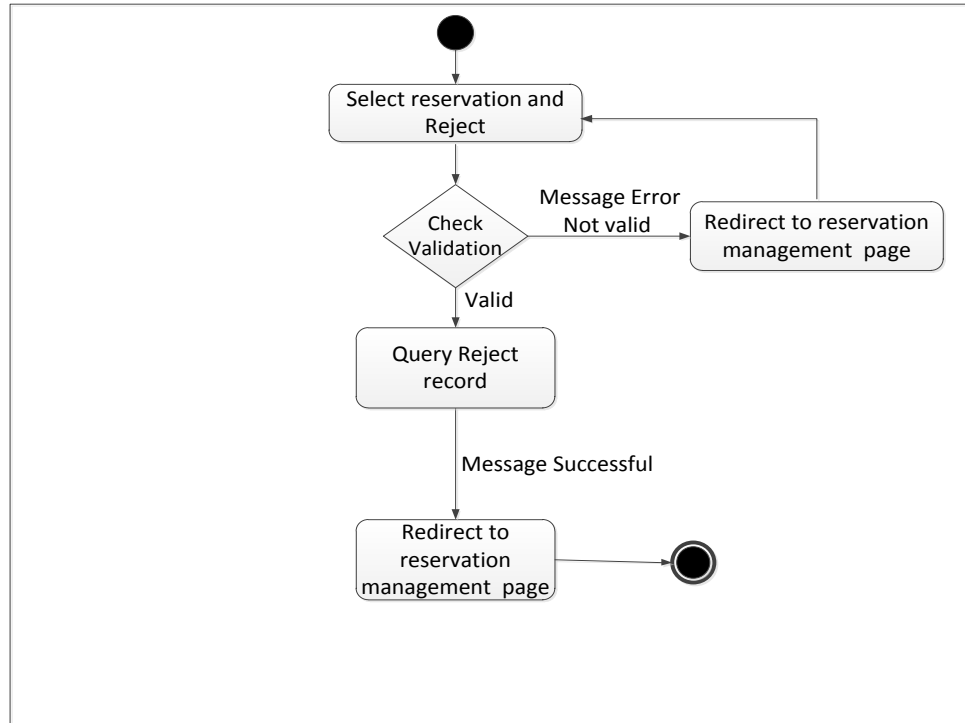 Select reservation and
Reject
Message Error
Not valid
Check
Validation
Redirect to reservation
management page
Valid
Query Reject
record
Message Successful
Redirect to
reservation
management page